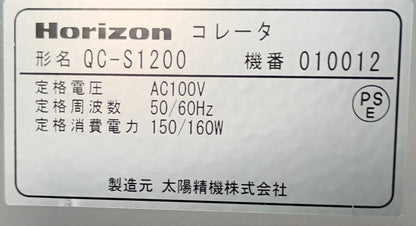 Horizon コレータ
形名 QC-S1200 機番 010012
定格電圧 AC100V
定格周波数 50/60Hz
定格消費電力 150/160W
PS
E
製造元 太陽精機株式会社